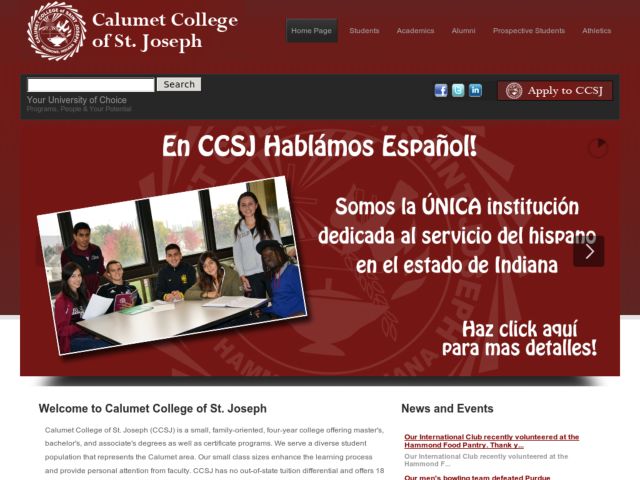 Calumet College
of St. Joseph
Home Page
Students
Academics
Alumni
Prospective Students
Athletics
Search
Your University of Choice
Programs, People & Your Potential
Apply to CCSJ
En CCSJ Hablámos Español!
Somos la ÚNICA institución
dedicada al servicio del hispano
en el estado de Indiana
Haz click aquí
para mas detalles!
Welcome to Calumet College of St. Joseph
Calumet College of St. Joseph (CCSJ) is a small, family-oriented, four-year college offering master's,
bachelor's, and associate's degrees as well as certificate programs. We serve a diverse student
population that represents the Calumet area. Our small class sizes enhance the learning process
and provide personal attention from faculty. CCSJ has no out-of-state tuition differential and offers 18
News and Events
Our International Club recently volunteered at the
Hammond Food Pantry. Thank y...
Our International Club recently volunteered at the
Hammond F...
Our men's bowling team defeated Purdue